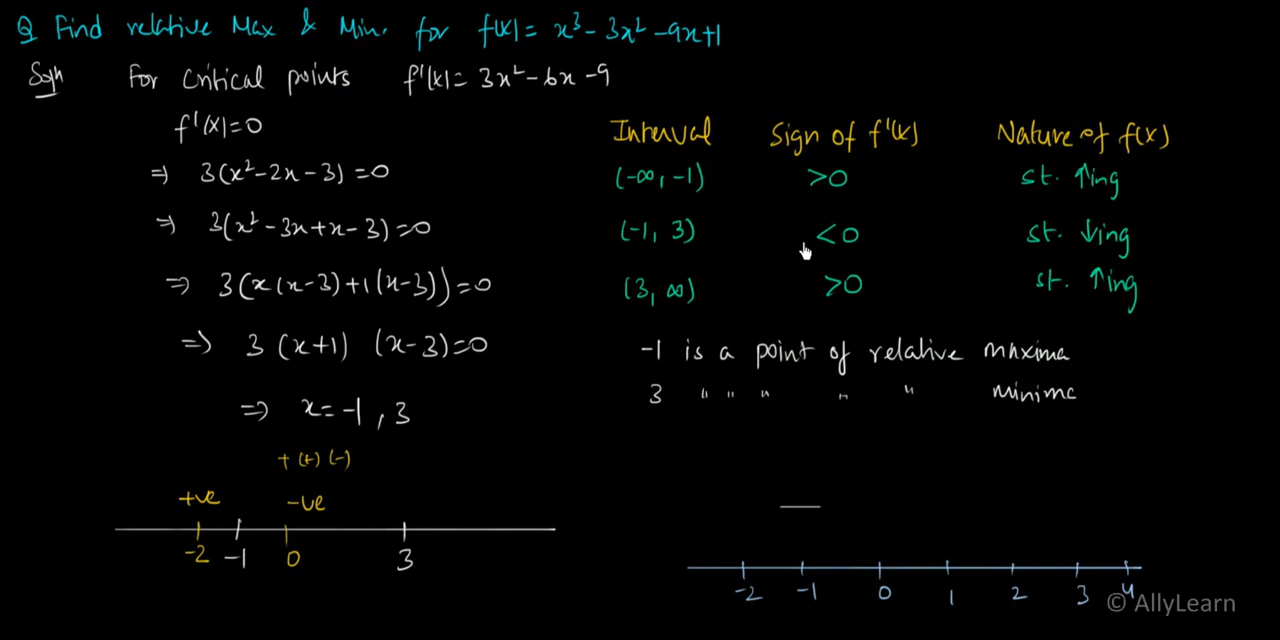 Q Find relative Max & Min. for f(x) = x³ - 3x² - 9x + 1
Soln For Critical points f'(x) = 3x² - 6x - 9
f'(x) = 0
⇒ 3(x² - 2x - 3) = 0
⇒ 3(x² - 3x + x - 3) = 0
⇒ 3(x(x-3) + 1(x-3)) = 0
⇒ 3 (x+1) (x-3) = 0
⇒ x = -1, 3
+ (+) (-)
+ve -ve
-2 -1 0 3
Interval Sign of f'(x) Nature of f(x)
(-∞, -1) >0 st. ↑ing
(-1, 3) <0 st. ↓ing
(3, ∞) >0 st. ↑ing
-1 is a point of relative maxima
3 " " " " " minima
-2 -1 0 1 2 3 4
© AllyLearn